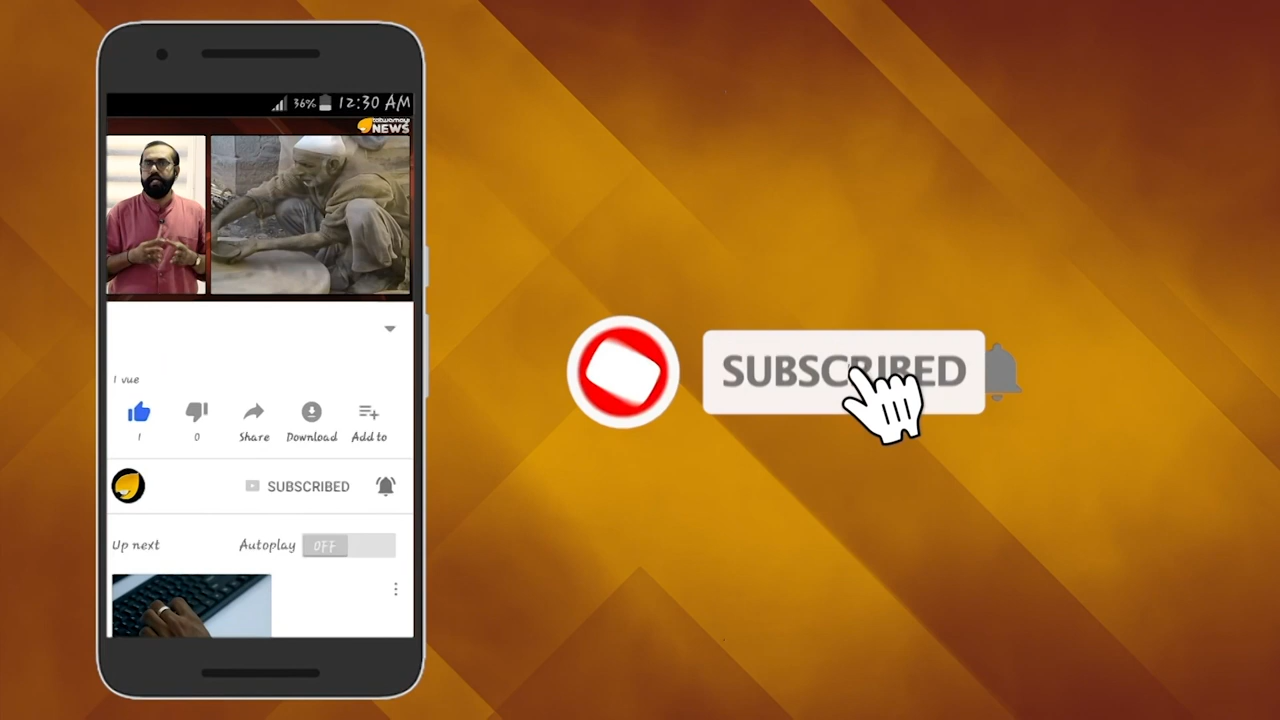 36% 12:30 AM
tatwamayi
NEWS
1 vue
1
0
Share
Download
Add to
SUBSCRIBED
Up next
Autoplay
OFF
SUBSCRIBED